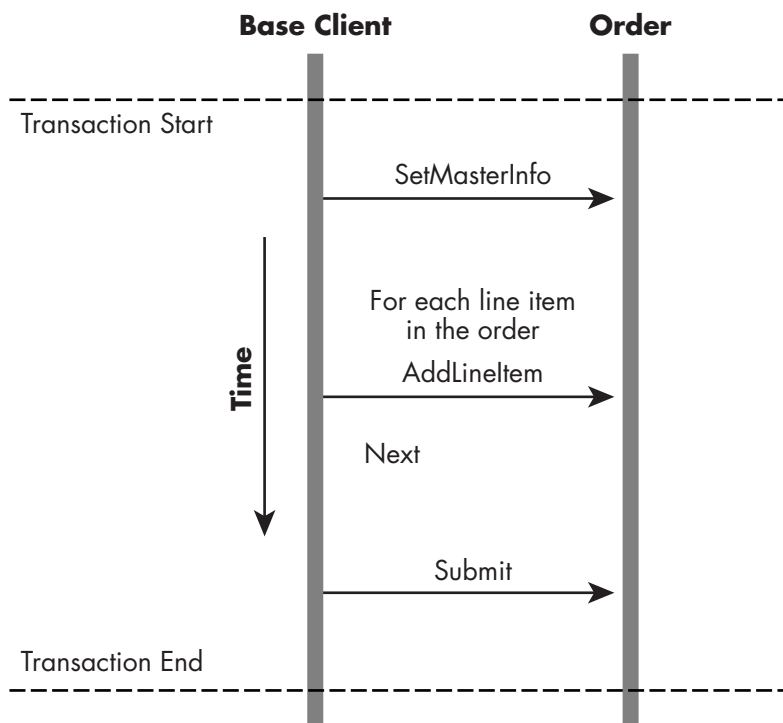 Base Client Order
Transaction Start
SetMasterInfo
For each line item
in the order
AddLineItem
Time
Next
Submit
Transaction End